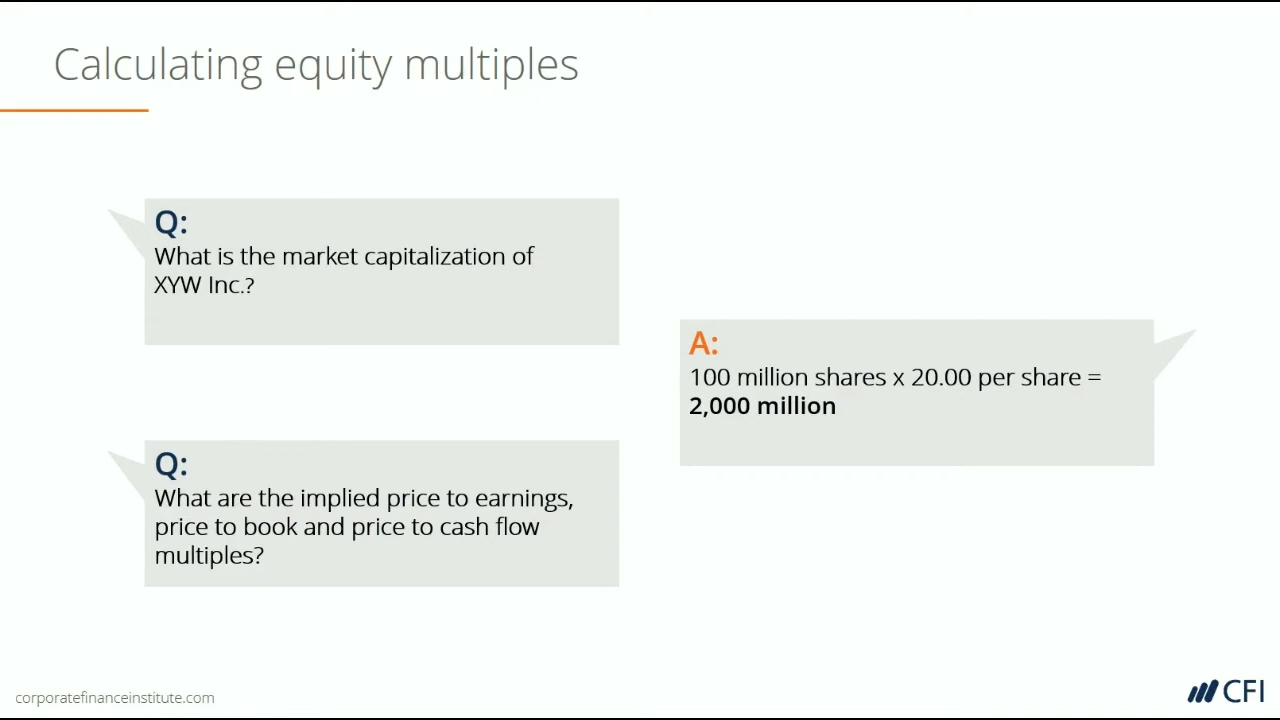 Calculating equity multiples
Q:
What is the market capitalization of
XYW Inc.?
A:
100 million shares x 20.00 per share =
2,000 million
Q:
What are the implied price to earnings,
price to book and price to cash flow
multiples?
corporatefinanceinstitute.com
CFI